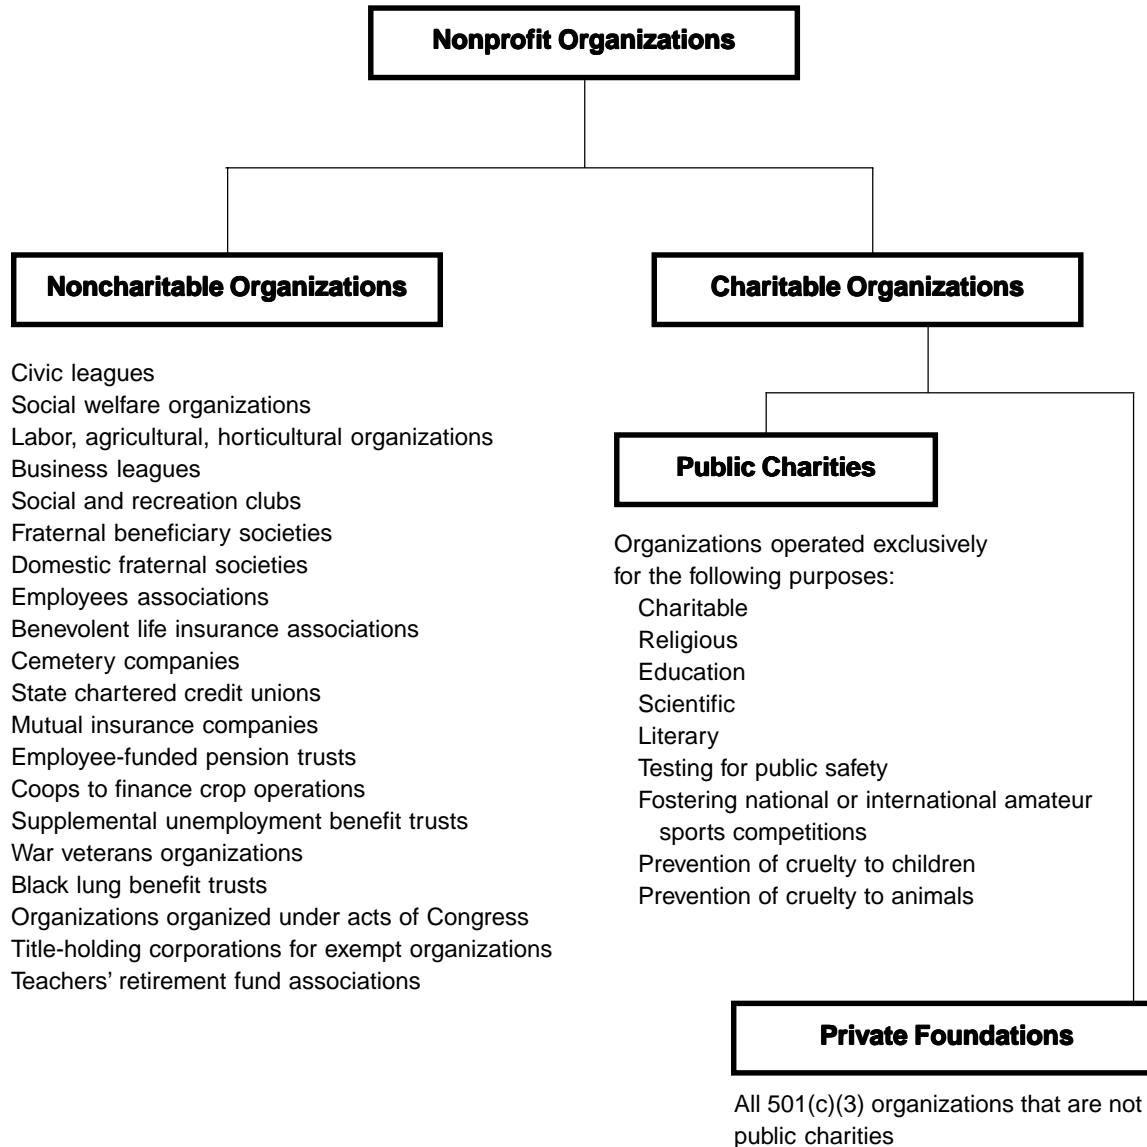 Nonprofit Organizations
Noncharitable Organizations
Civic leagues
Social welfare organizations
Labor, agricultural, horticultural organizations
Business leagues
Social and recreation clubs
Fraternal beneficiary societies
Domestic fraternal societies
Employees associations
Benevolent life insurance associations
Cemetery companies
State chartered credit unions
Mutual insurance companies
Employee-funded pension trusts
Coops to finance crop operations
Supplemental unemployment benefit trusts
War veterans organizations
Black lung benefit trusts
Organizations organized under acts of Congress
Title-holding corporations for exempt organizations
Teachers’ retirement fund associations
Charitable Organizations
Public Charities
Organizations operated exclusively
for the following purposes:
Charitable
Religious
Education
Scientific
Literary
Testing for public safety
Fostering national or international amateur
sports competitions
Prevention of cruelty to children
Prevention of cruelty to animals
Private Foundations
All 501(c)(3) organizations that are not
public charities